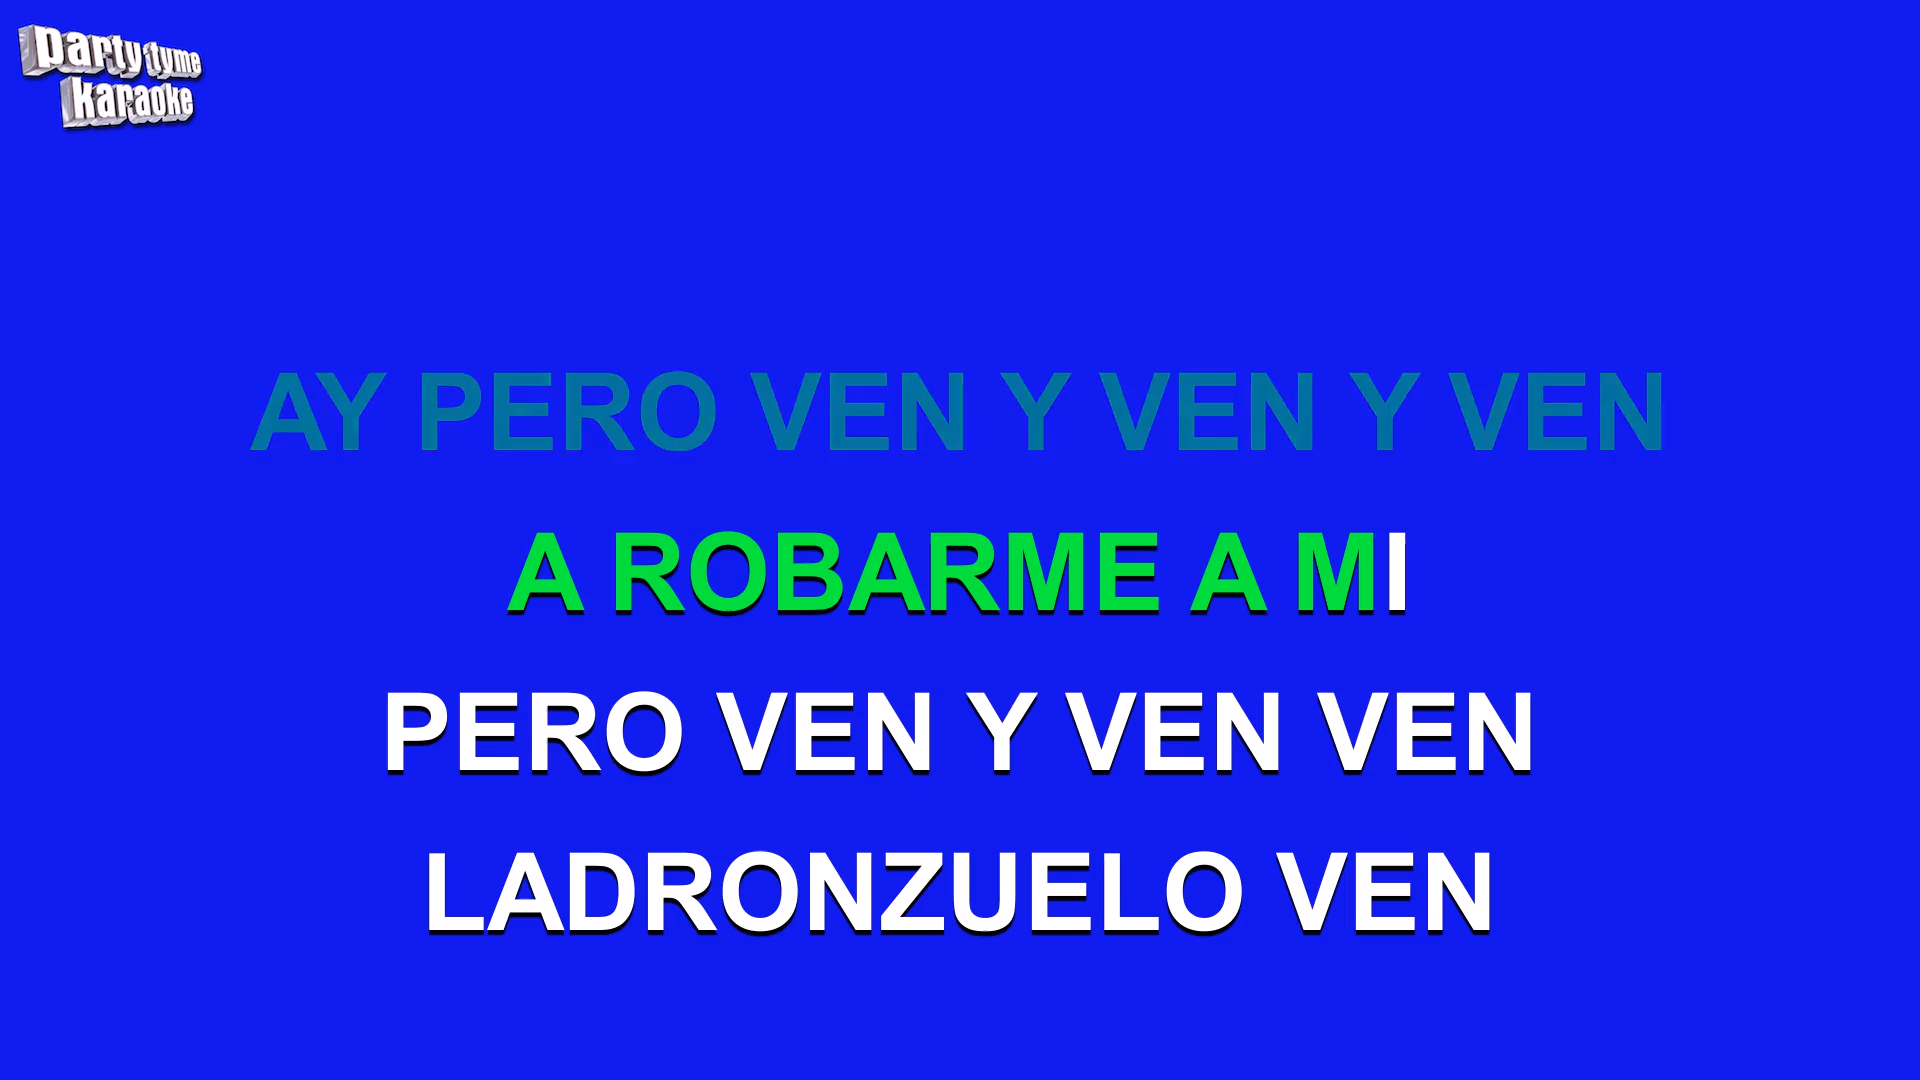 party tyme
karaoke
AY PERO VEN Y VEN Y VEN
A ROBARME A MI
PERO VEN Y VEN VEN
LADRONZUELO VEN